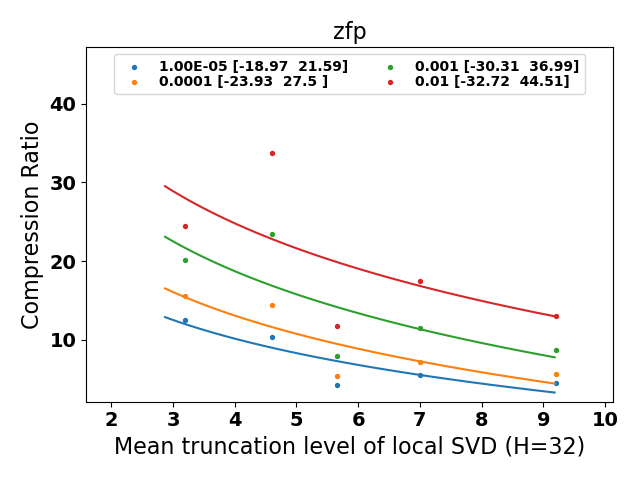 zfp
1.00E-05 [-18.97  21.59]
0.0001 [-23.93  27.5 ]
0.001 [-30.31  36.99]
0.01 [-32.72  44.51]
Compression Ratio
40
30
20
10
2 3 4 5 6 7 8 9 10
Mean truncation level of local SVD (H=32)